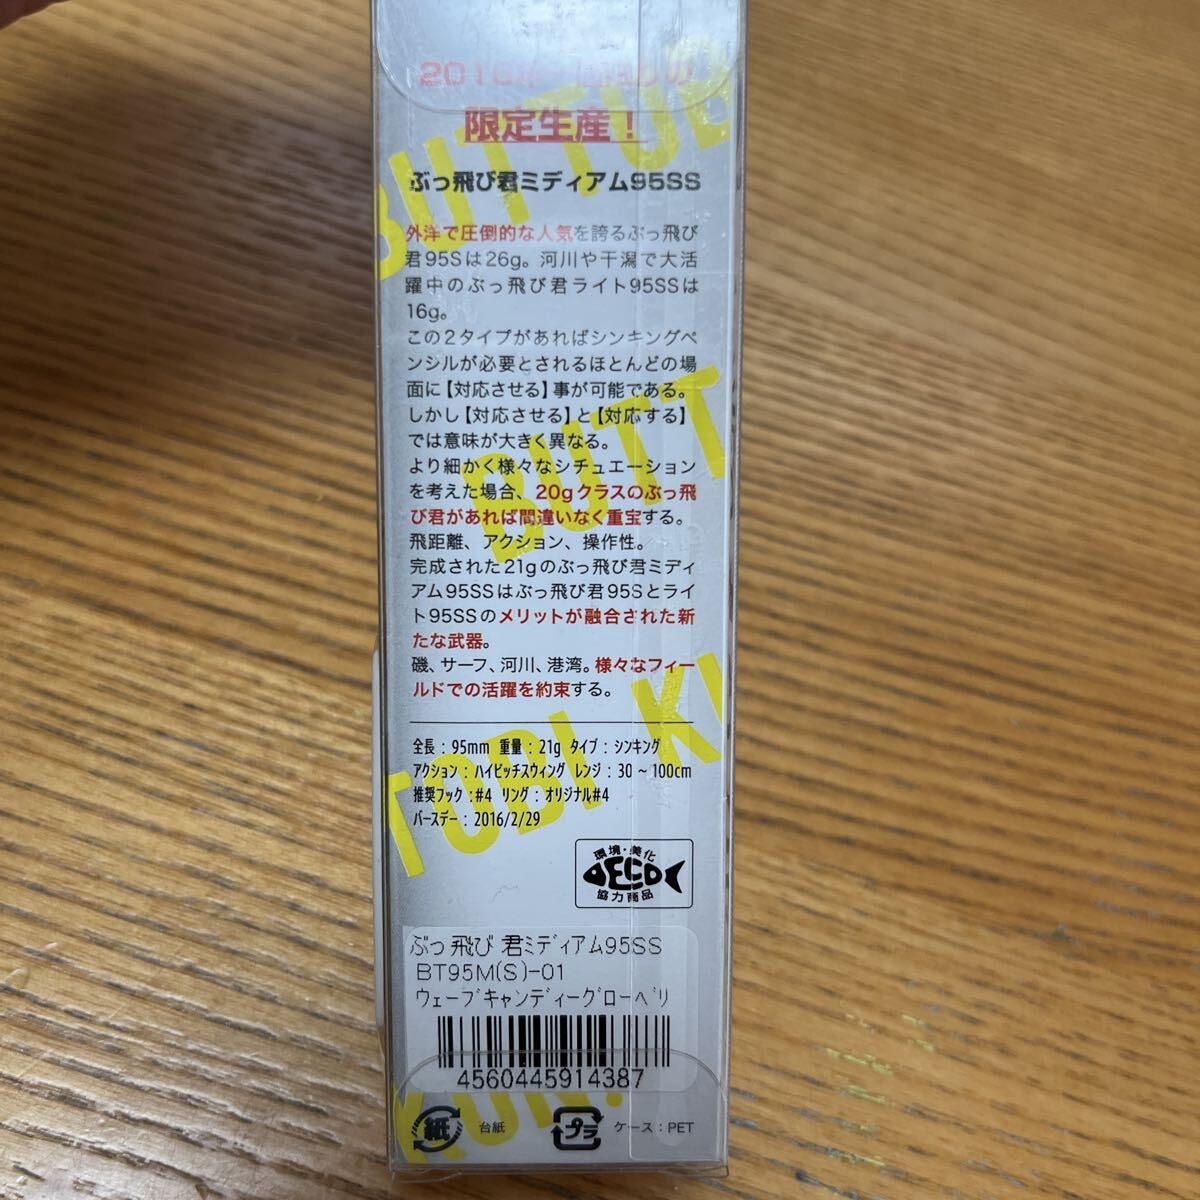 限定生産！
ぶっ飛び君ミディアム95SS
外洋で圧倒的な人気を誇るぶっ飛び
君95Sは26g。河川や干潟で大活
躍中のぶっ飛び君ライト95SSは
16g。
この2タイプがあればシンキングペ
ンシルが必要とされるほとんどの場
面に【対応させる】事が可能である。
しかし【対応させる】と【対応する】
では意味が大きく異なる。
より細かく様々なシチュエーション
を考えた場合、20gクラスのぶっ飛
び君があれば間違いなく重宝する。
飛距離、アクション、操作性。
完成された21gのぶっ飛び君ミディ
アム95SSはぶっ飛び君95Sとライ
ト95SSのメリットが融合された新
たな武器。
磯、サーフ、河川、港湾。様々なフィー
ルドでの活躍を約束する。
全長：95mm 重量：21g タイプ：シンキング
アクション：ハイピッチスウィング レンジ：30～100cm
推奨フック：#4 リング：オリジナル#4
バースデー：2016/2/29
環境・美化
ECO
協力商品
ぶっ飛び君ﾐﾃﾞｨｱﾑ95SS
BT95M(S)-01
ｳｪｰﾌﾞｷｬﾝﾃﾞｨｰｸﾞﾛｰﾍﾞﾘ
4560445914387
紙 台紙 プラ ケース：PET
BUTTOBI
BUTT
TOBI KI
KUN!